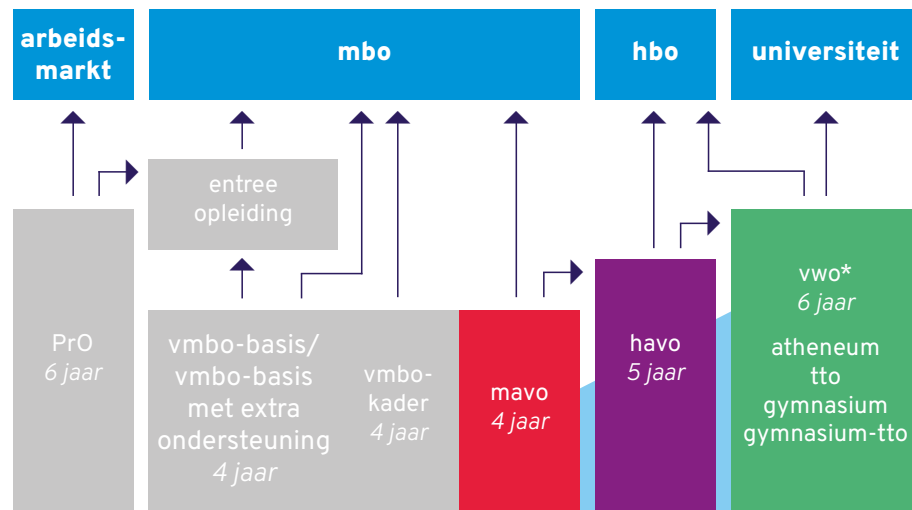 arbeids-
markt
mbo
hbo
universiteit
entree
opleiding
PrO
6 jaar
vmbo-basis/
vmbo-basis
met extra
ondersteuning
4 jaar
vmbo-
kader
4 jaar
mavo
4 jaar
havo
5 jaar
vwo*
6 jaar
atheneum
tto
gymnasium
gymnasium-tto